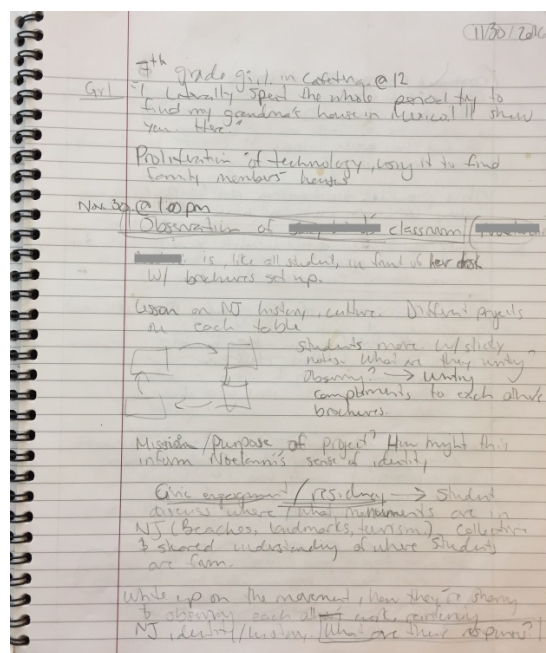 11/30/2016
7th grade girl in cafeteria @ 12
Girl "I Literally spent the whole period try to
find my grandma's house in Mexico. I'll show
you. Here"
Proliferation of technology, using it to find
family members' houses
Nov. 30 @ 1:00pm
Observation of classroom
is like all student, in front of her desk
w/ brochures set up.
Lesson on NJ history, culture. Different projects
on each table
Students move w/ sticky
notes. What are they writing?
Observing? → writing
compliments to each other's
brochures.
Mission/Purpose of project? How might this
inform Noelanni's sense of identity,
Civic engagement / residency → Student
discuss where / what monuments are in
NJ (Beaches, landmarks, tourism). Collective
& shared understanding of where students
are from.
Write up on the movement, how they're sharing
& observing each other's work,
NJ, identity/history. What are their responses?